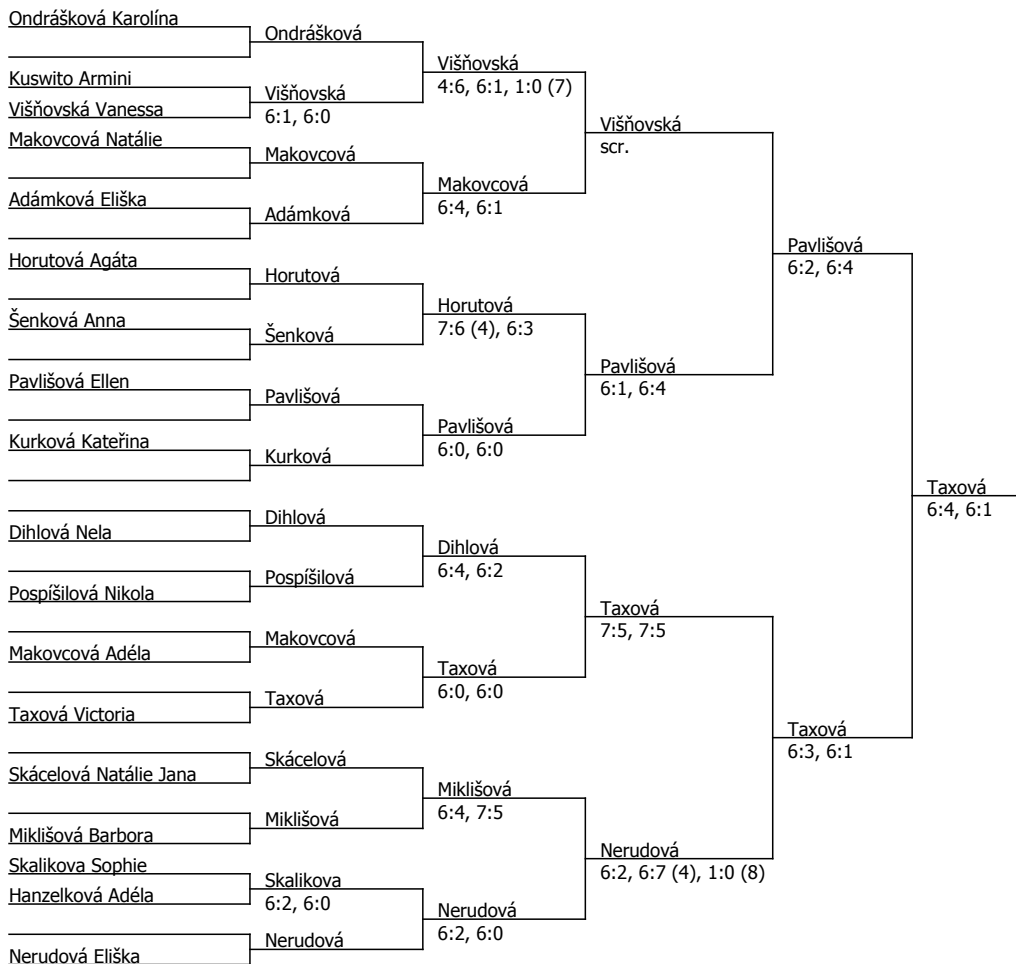 Ondrášková Karolína
Kuswito Armini
Višňovská Vanessa
Makovcová Natálie
Adámková Eliška
Horutová Agáta
Šenková Anna
Pavlišová Ellen
Kurková Kateřina
Dihlová Nela
Pospíšilová Nikola
Makovcová Adéla
Taxová Victoria
Skácelová Natálie Jana
Miklišová Barbora
Skalikova Sophie
Hanzelková Adéla
Nerudová Eliška
Ondrášková
Višňovská
6:1, 6:0
Makovcová
Adámková
Horutová
Šenková
Pavlišová
Kurková
Dihlová
Pospíšilová
Makovcová
Taxová
Skácelová
Miklišová
Skalikova
6:2, 6:0
Nerudová
Višňovská
4:6, 6:1, 1:0 (7)
Makovcová
6:4, 6:1
Horutová
7:6 (4), 6:3
Pavlišová
6:0, 6:0
Dihlová
6:4, 6:2
Taxová
6:0, 6:0
Miklišová
6:4, 7:5
Nerudová
6:2, 6:0
Višňovská
scr.
Pavlišová
6:1, 6:4
Taxová
7:5, 7:5
Nerudová
6:2, 6:7 (4), 1:0 (8)
Pavlišová
6:2, 6:4
Taxová
6:3, 6:1
Taxová
6:4, 6:1